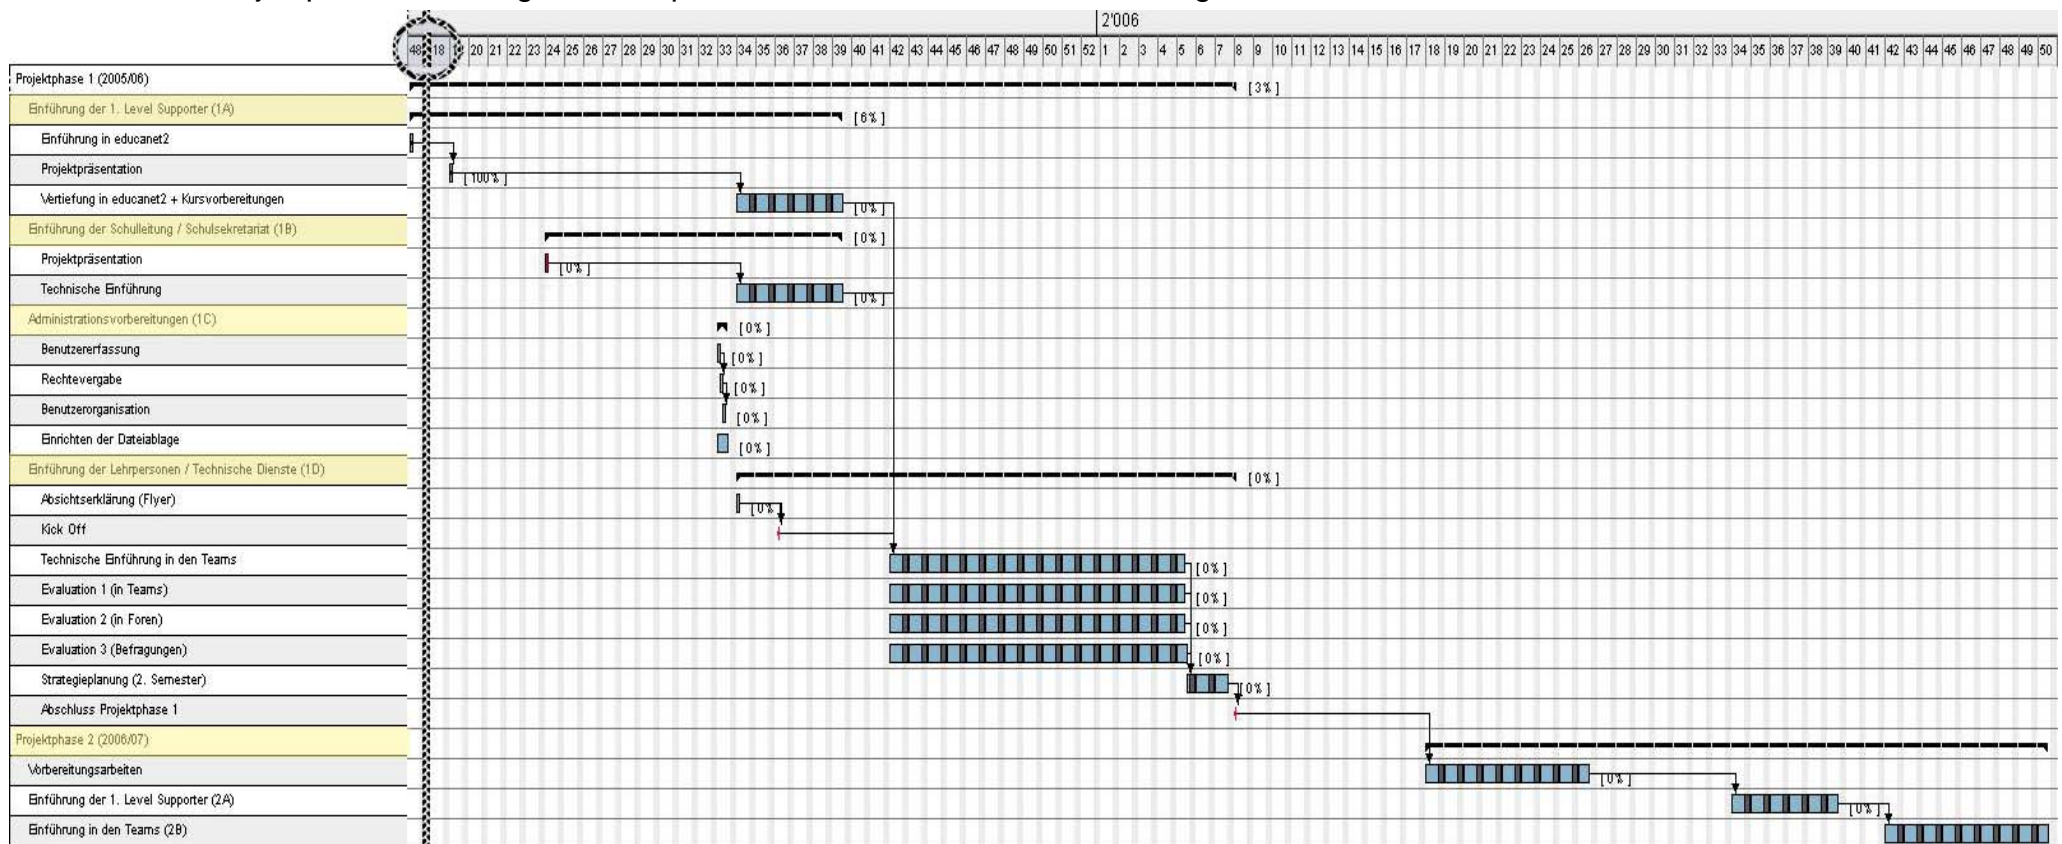 2'006
48 18 19 20 21 22 23 24 25 26 27 28 29 30 31 32 33 34 35 36 37 38 39 40 41 42 43 44 45 46 47 48 49 50 51 52 1 2 3 4 5 6 7 8 9 10 11 12 13 14 15 16 17 18 19 20 21 22 23 24 25 26 27 28 29 30 31 32 33 34 35 36 37 38 39 40 41 42 43 44 45 46 47 48 49 50
Projektphase 1 (2005/06) [3%]
Einführung der 1. Level Supporter (1A) [6%]
Einführung in educanet2
Projektpräsentation [100%]
Vertiefung in educanet2 + Kursvorbereitungen [0%]
Einführung der Schulleitung / Schulsekretariat (1B) [0%]
Projektpräsentation [0%]
Technische Einführung [0%]
Administrationsvorbereitungen (1C) [0%]
Benutzererfassung [0%]
Rechtevergabe [0%]
Benutzerorganisation [0%]
Einrichten der Dateiablage [0%]
Einführung der Lehrpersonen / Technische Dienste (1D) [0%]
Absichtserklärung (Flyer) [0%]
Kick Off
Technische Einführung in den Teams [0%]
Evaluation 1 (in Teams) [0%]
Evaluation 2 (in Foren) [0%]
Evaluation 3 (Befragungen) [0%]
Strategieplanung (2. Semester) [0%]
Abschluss Projektphase 1
Projektphase 2 (2006/07)
Vorbereitungsarbeiten [0%]
Einführung der 1. Level Supporter (2A) [0%]
Einführung in den Teams (2B)